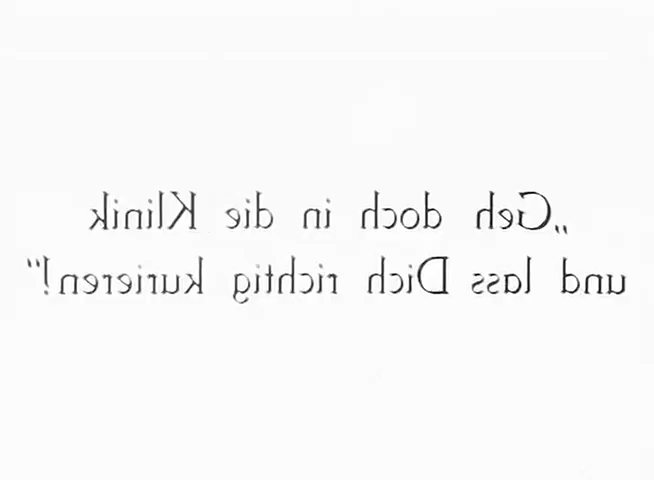 „Geh doch in die Klinik
und lass Dich richtig kurieren!"